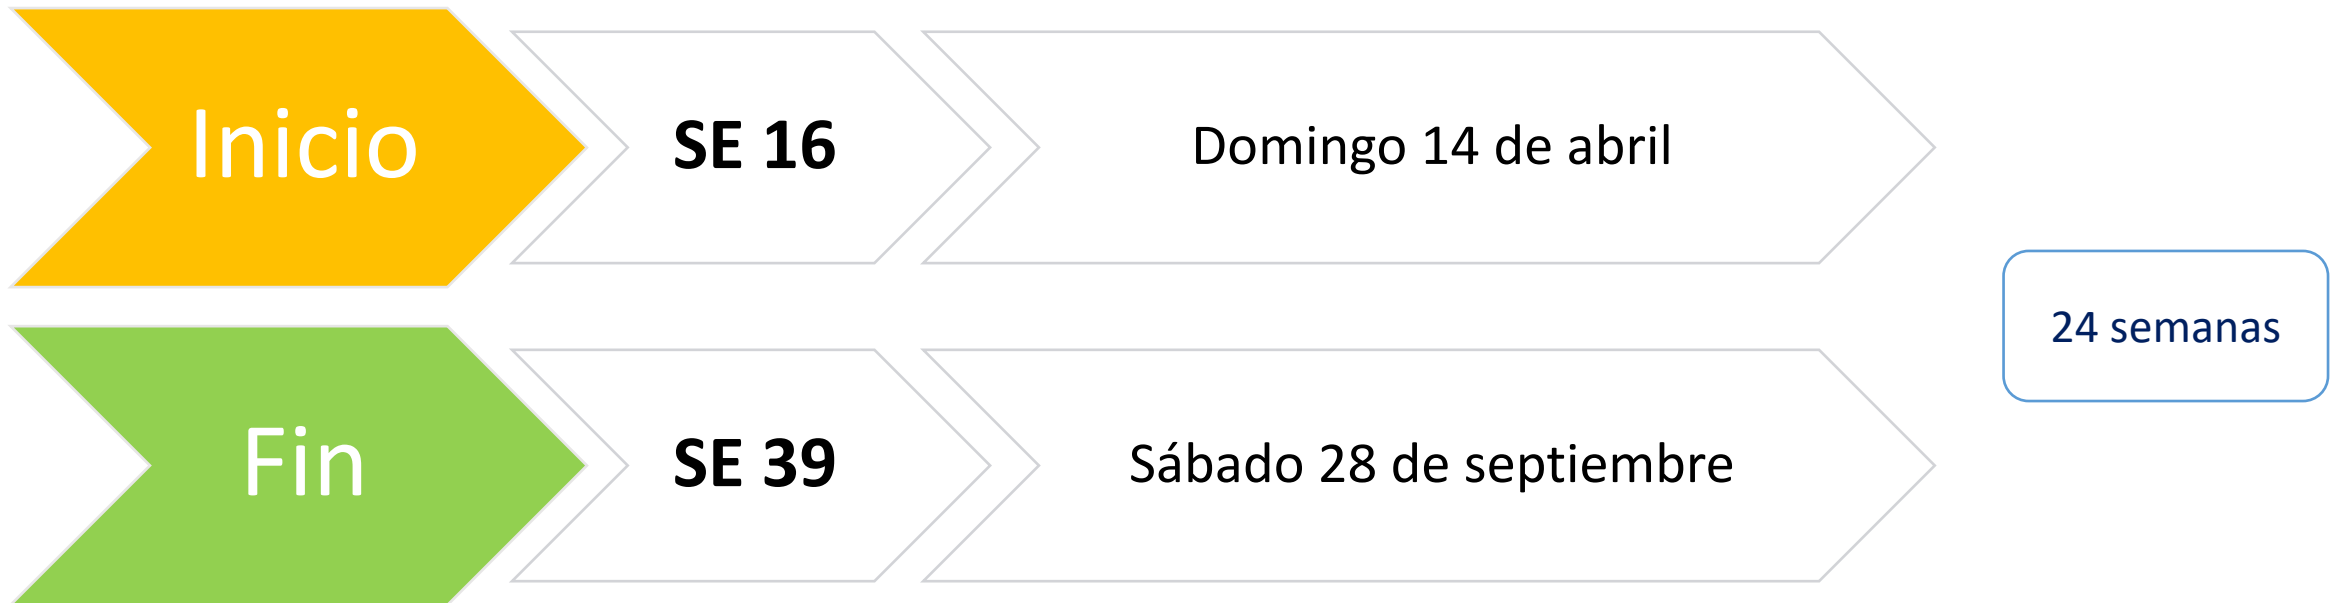 Inicio
SE 16
Domingo 14 de abril
24 semanas
Fin
SE 39
Sábado 28 de septiembre